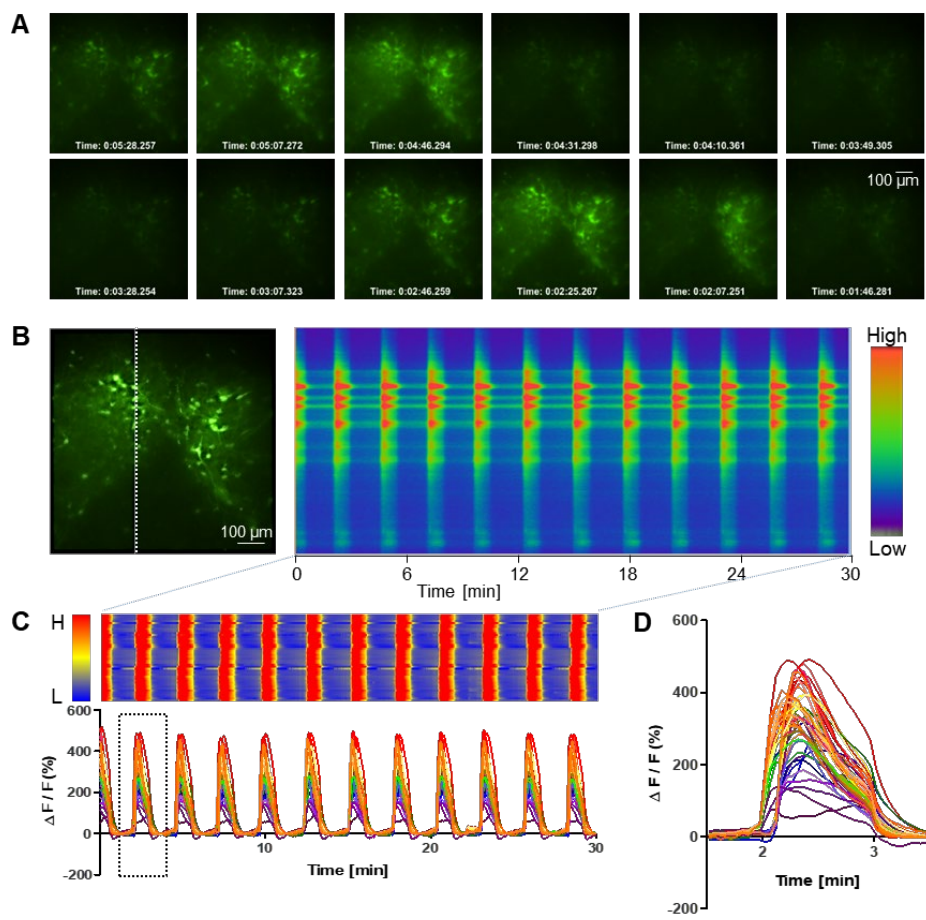 A
Time: 0:05:28.257
Time: 0:05:07.272
Time: 0:04:46.294
Time: 0:04:31.298
Time: 0:04:10.361
Time: 0:03:49.305
100 µm
Time: 0:03:28.254
Time: 0:03:07.323
Time: 0:02:46.259
Time: 0:02:25.267
Time: 0:02:07.251
Time: 0:01:46.281
B
100 µm
High
Low
0 6 12 18 24 30
Time [min]
C
H
L
600
400
200
0
-200
Δ F / F (%)
10 20 30
Time [min]
D
600
400
200
0
-200
Δ F / F (%)
2 3
Time [min]